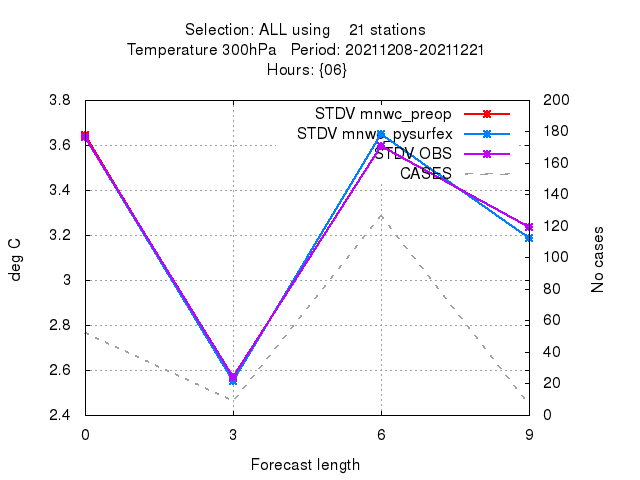 Selection: ALL using    21 stations
Temperature 300hPa   Period: 20211208-20211221
Hours: {06}
STDV mnwc_preop
STDV mnwc_pysurfex
STDV OBS
CASES
3.8
3.6
3.4
3.2
3
2.8
2.6
2.4
200
180
160
140
120
100
80
60
40
20
0
deg C
No cases
0 3 6 9
Forecast length